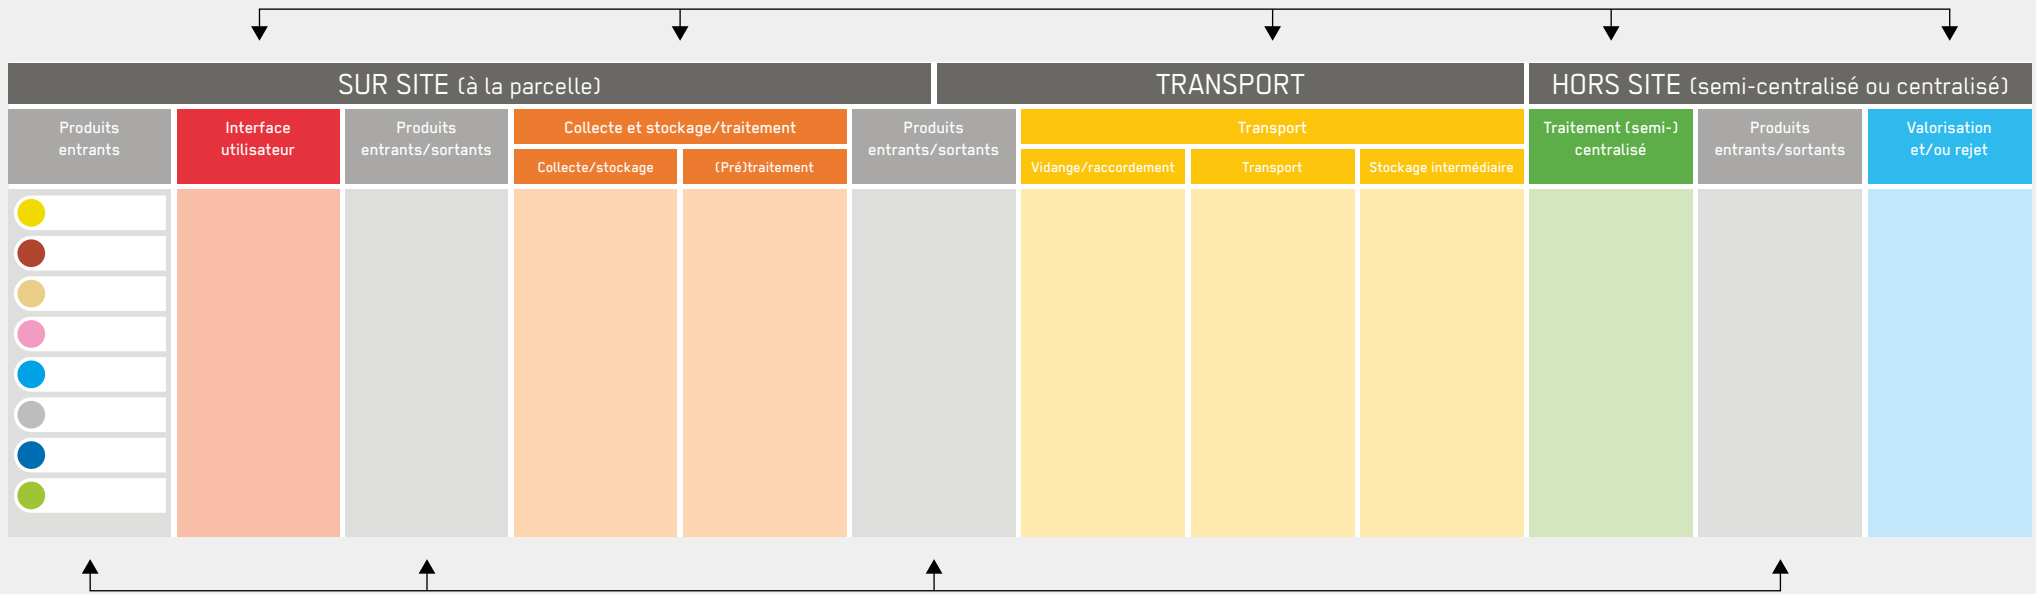 SUR SITE (à la parcelle)
TRANSPORT
HORS SITE (semi-centralisé ou centralisé)
Produits
entrants
Interface
utilisateur
Produits
entrants/sortants
Collecte et stockage/traitement
Collecte/stockage
(Pré)traitement
Produits
entrants/sortants
Transport
Vidange/raccordement
Transport
Stockage intermédiaire
Traitement (semi-)
centralisé
Produits
entrants/sortants
Valorisation
et/ou rejet